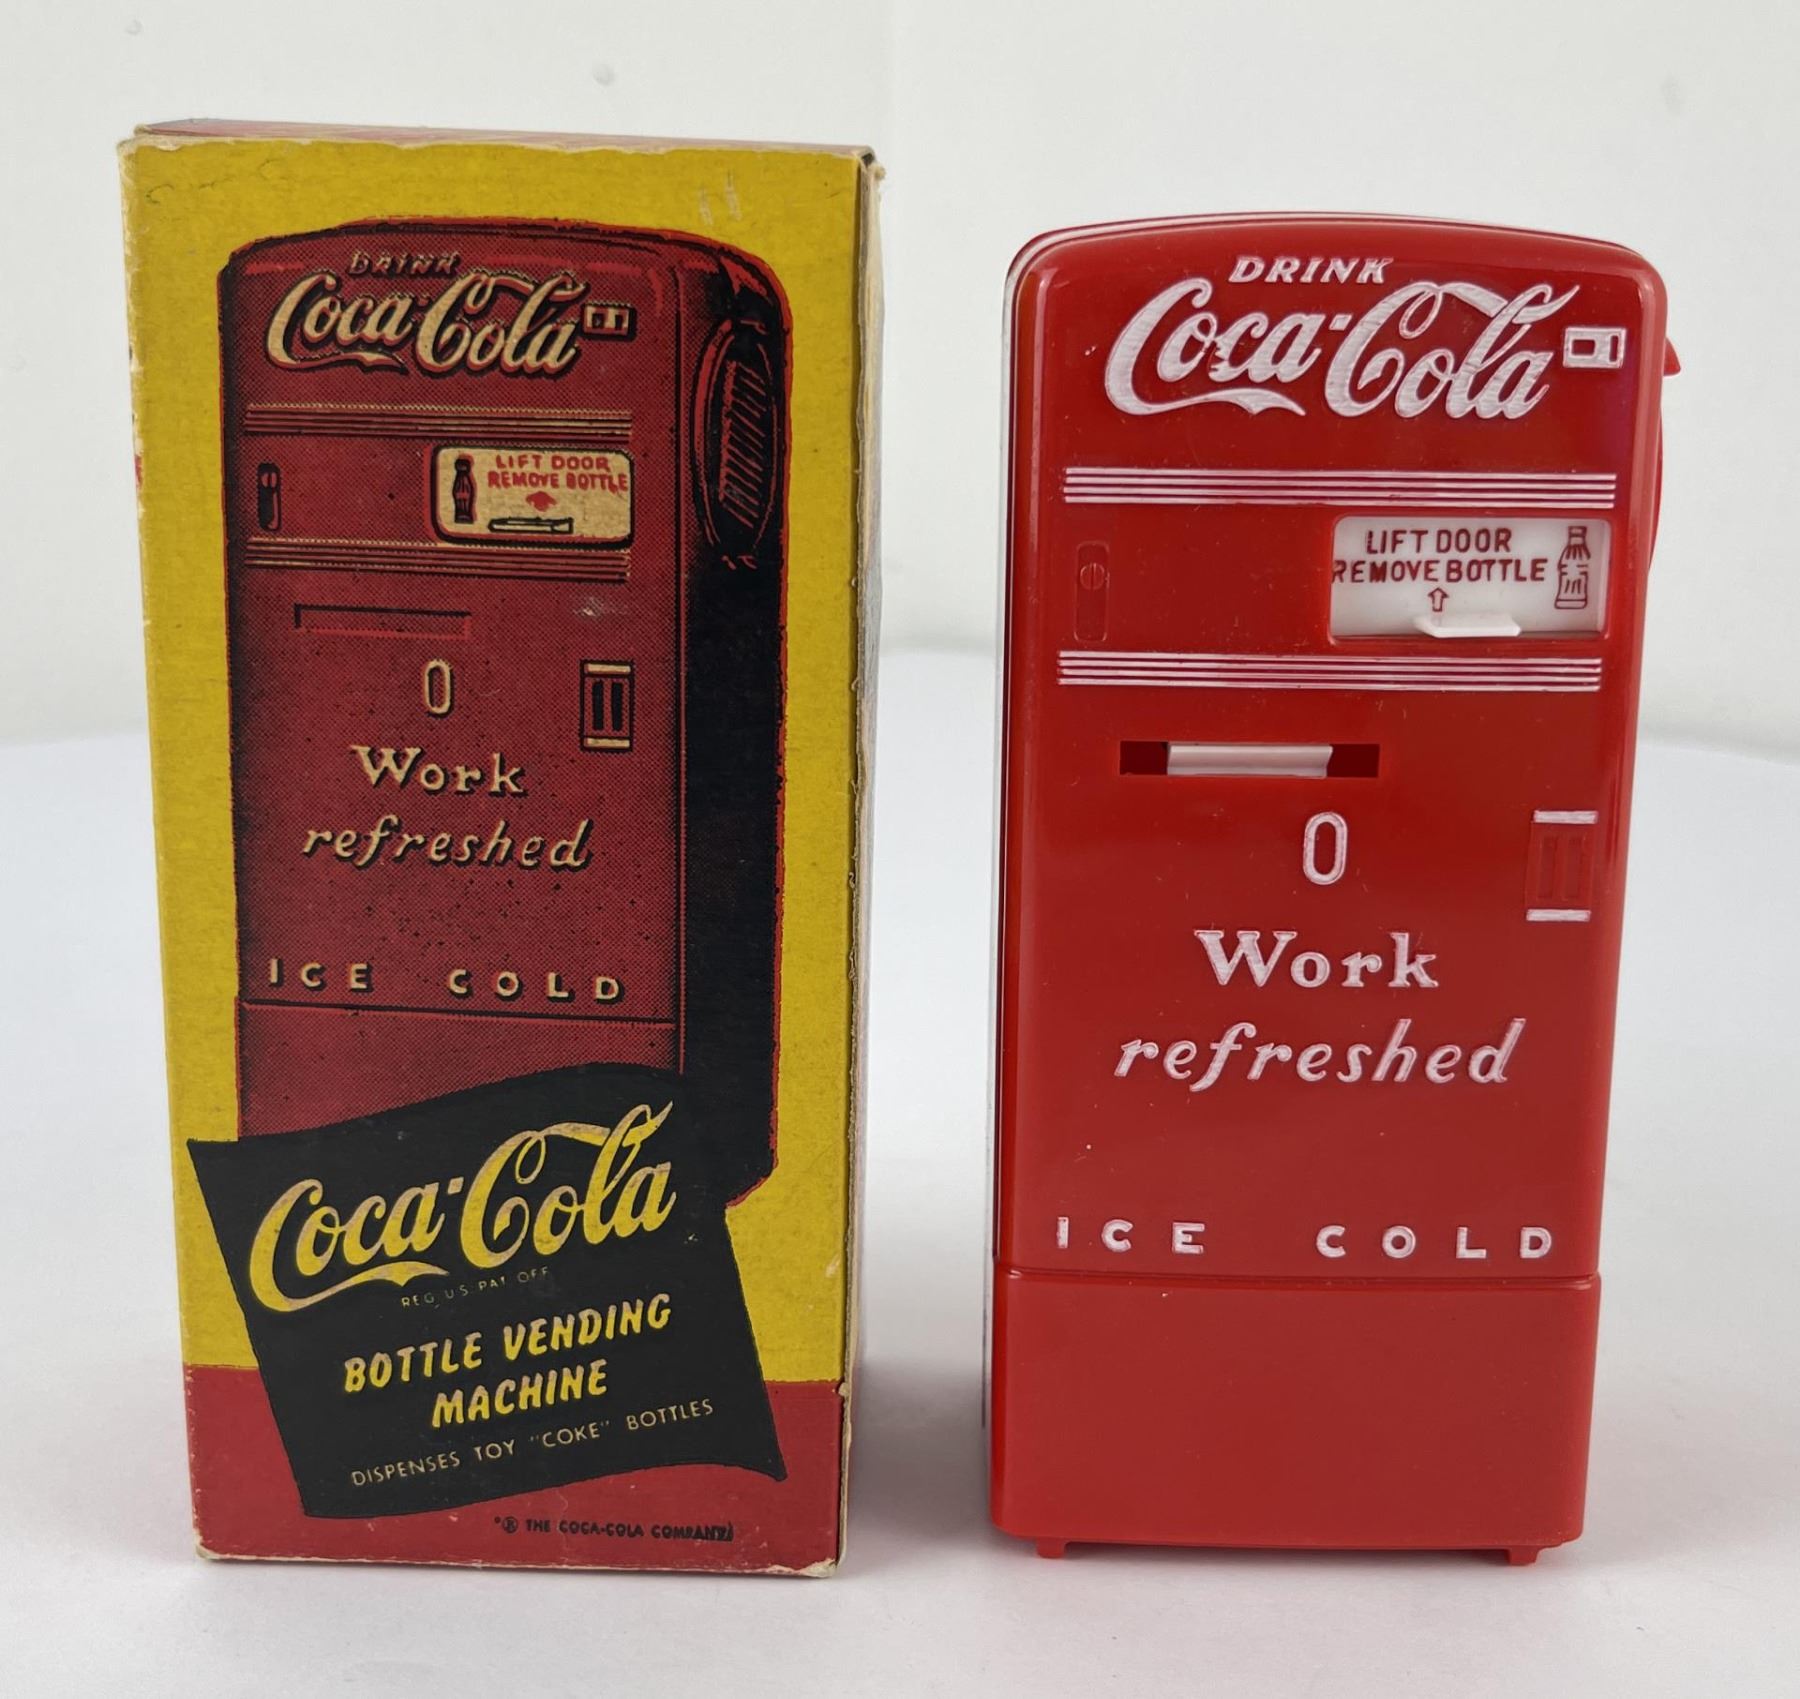 DRINK
Coca-Cola
LIFT DOOR
REMOVE BOTTLE
Work
refreshed
ICE COLD
Coca-Cola
REG US PAT OFF
BOTTLE VENDING
MACHINE
DISPENSES TOY "COKE" BOTTLES
®THE COCA-COLA COMPANY
DRINK
Coca-Cola
LIFT DOOR
REMOVE BOTTLE
Work
refreshed
ICE COLD